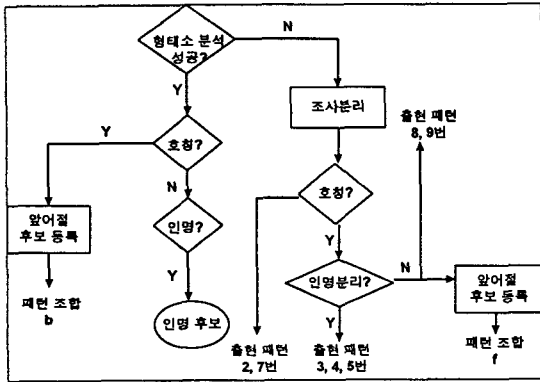 형태소 분석
성공?
N
Y
조사분리
출현 패턴
8, 9번
Y
호칭?
호칭?
N
앞어절
후보 등록
인명?
Y
인명분리?
N
앞어절
후보 등록
Y
Y
패턴 조합
b
인명 후보
출현 패턴
2, 7번
출현 패턴
3, 4, 5번
패턴 조합
f